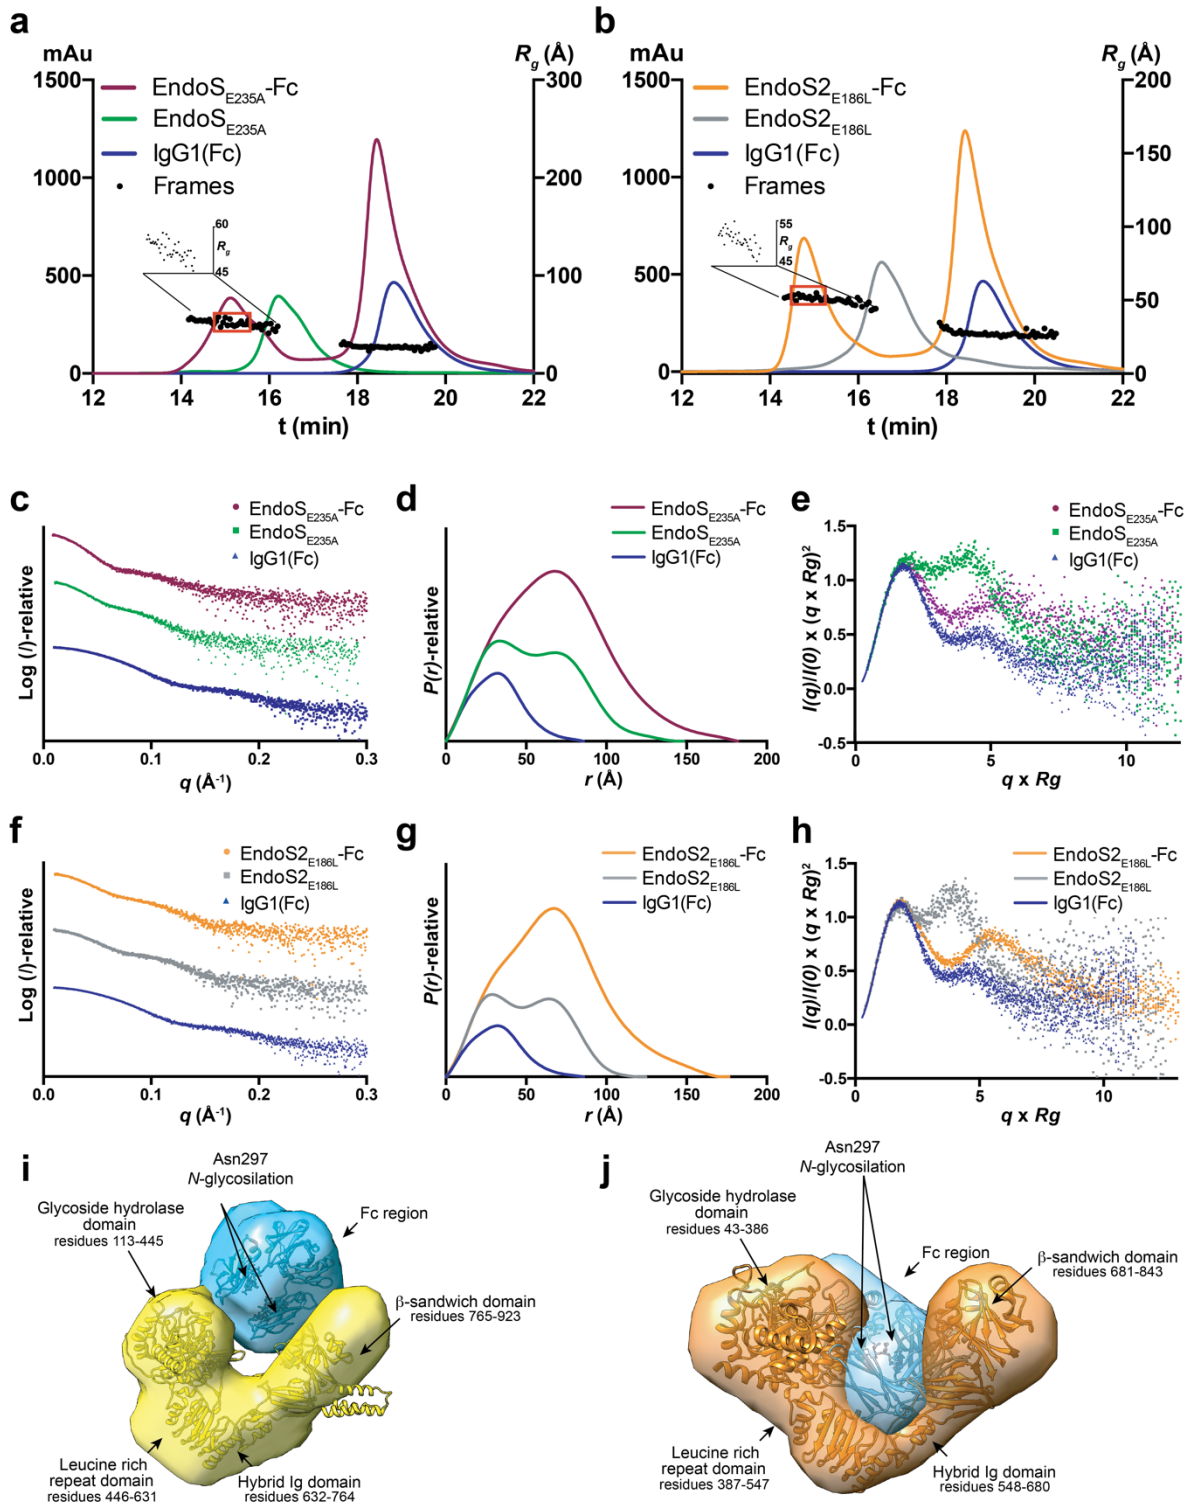 a
mAu
Rg (Å)
1500
1000
500
0
300
200
100
0
EndoSE235A-Fc
EndoSE235A
IgG1(Fc)
Frames
60
Rg
45
12
14
16
18
20
22
t (min)
b
mAu
Rg (Å)
1500
1000
500
0
200
150
100
50
0
EndoS2E186L-Fc
EndoS2E186L
IgG1(Fc)
Frames
55
Rg
45
12
14
16
18
20
22
t (min)
c
EndoSE235A-Fc
EndoSE235A
IgG1(Fc)
Log (I)-relative
0.0
0.1
0.2
0.3
q (Å-1)
d
EndoSE235A-Fc
EndoSE235A
IgG1(Fc)
P(r)-relative
0
50
100
150
200
r (Å)
e
EndoSE235A-Fc
EndoSE235A
IgG1(Fc)
I(q)/I(0) x (q x Rg)2
1.5
1.0
0.5
0.0
-0.5
0
5
10
q x Rg
f
EndoS2E186L-Fc
EndoS2E186L
IgG1(Fc)
Log (I)-relative
0.0
0.1
0.2
0.3
q (Å-1)
g
EndoS2E186L-Fc
EndoS2E186L
IgG1(Fc)
P(r)-relative
0
50
100
150
200
r (Å)
h
EndoS2E186L-Fc
EndoS2E186L
IgG1(Fc)
I(q)/I(0) x (q x Rg)2
1.5
1.0
0.5
0.0
-0.5
0
5
10
q x Rg
i
Asn297
N-glycosilation
Glycoside hydrolase
domain
residues 113-445
Fc region
β-sandwich domain
residues 765-923
Leucine rich
repeat domain
residues 446-631
Hybrid Ig domain
residues 632-764
j
Asn297
N-glycosilation
Glycoside hydrolase
domain
residues 43-386
Fc region
β-sandwich domain
residues 681-843
Leucine rich
repeat domain
residues 387-547
Hybrid Ig domain
residues 548-680